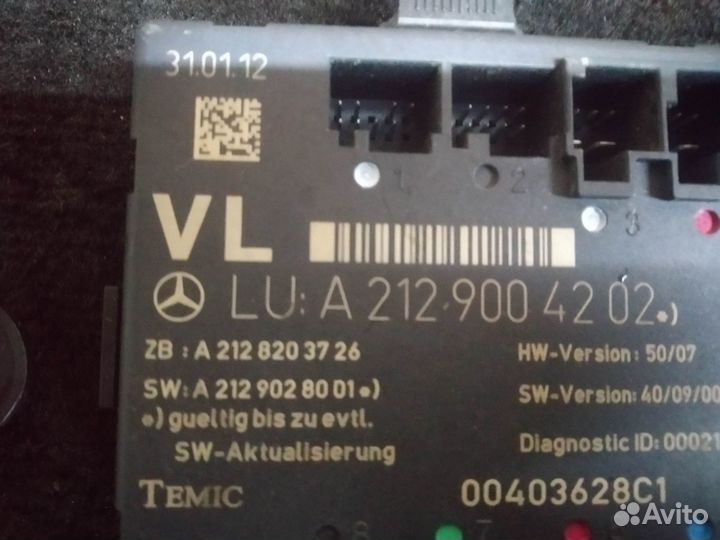 31.01.12
1 2 3
VL
LU: A 212 900 42 02*)
ZB : A 212 820 37 26
HW-Version: 50/07
SW: A 212 902 80 01*)
SW-Version: 40/09/00
*) gueltig bis zu evtl.
SW-Aktualisierung
Diagnostic ID: 00021
TEMIC
00403628C1
8 7
Avito